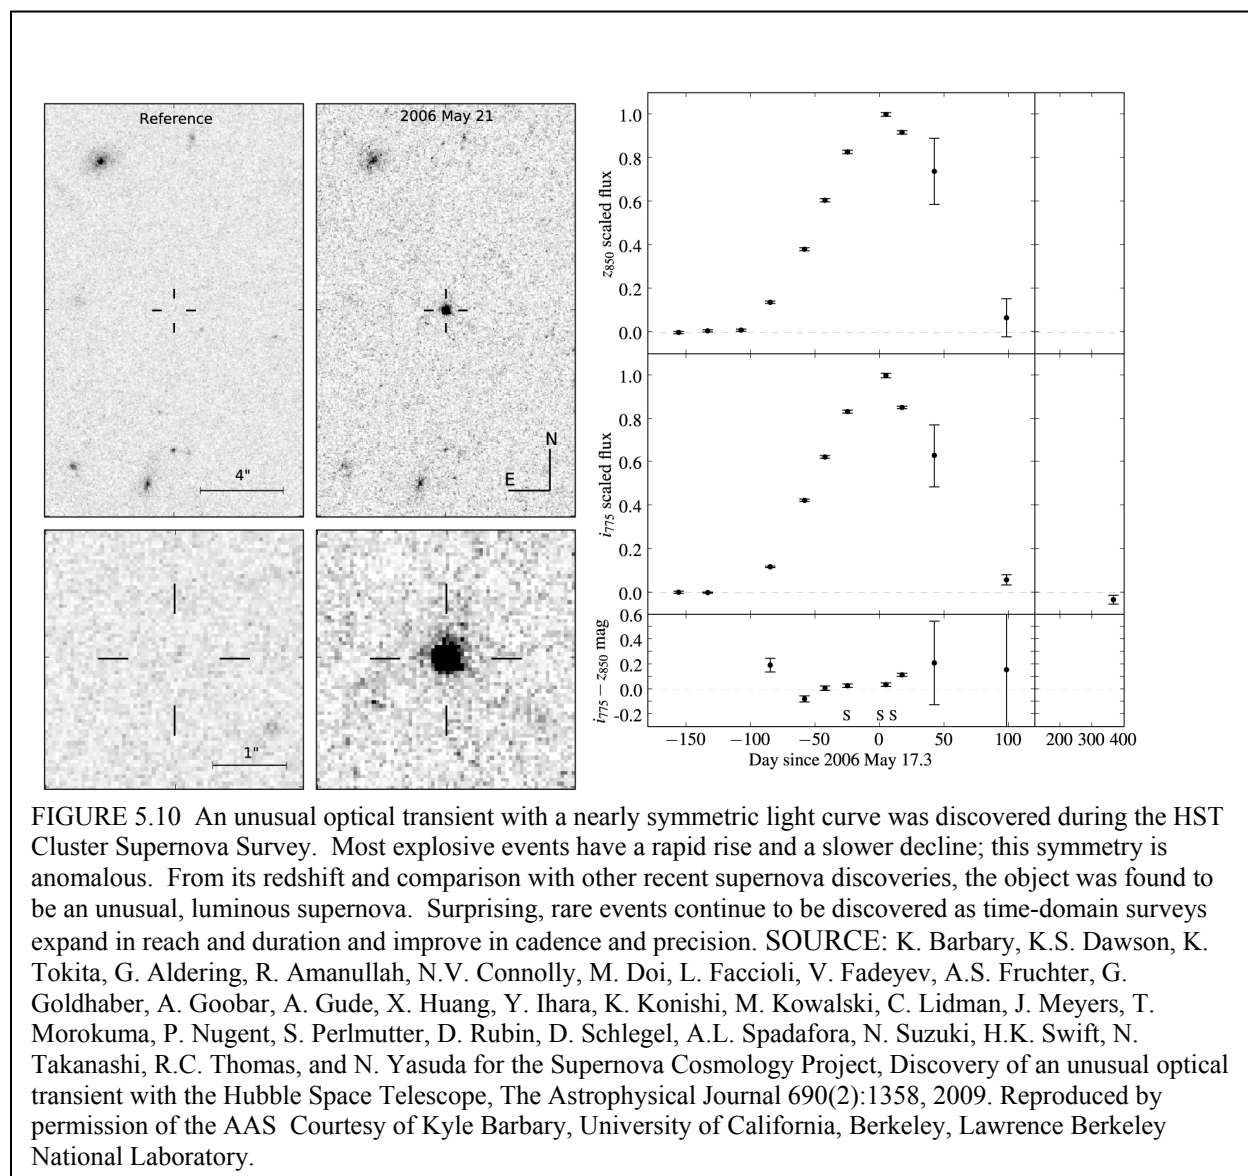 Reference
2006 May 21
4"
N
E
1"
z850 scaled flux
1.0
0.8
0.6
0.4
0.2
0.0
i775 scaled flux
1.0
0.8
0.6
0.4
0.2
0.0
i775 − z850 mag
0.6
0.4
0.2
0.0
-0.2
S S S
−150 −100 −50 0 50 100 200 300 400
Day since 2006 May 17.3
FIGURE 5.10 An unusual optical transient with a nearly symmetric light curve was discovered during the HST
Cluster Supernova Survey. Most explosive events have a rapid rise and a slower decline; this symmetry is
anomalous. From its redshift and comparison with other recent supernova discoveries, the object was found to
be an unusual, luminous supernova. Surprising, rare events continue to be discovered as time-domain surveys
expand in reach and duration and improve in cadence and precision. SOURCE: K. Barbary, K.S. Dawson, K.
Tokita, G. Aldering, R. Amanullah, N.V. Connolly, M. Doi, L. Faccioli, V. Fadeyev, A.S. Fruchter, G.
Goldhaber, A. Goobar, A. Gude, X. Huang, Y. Ihara, K. Konishi, M. Kowalski, C. Lidman, J. Meyers, T.
Morokuma, P. Nugent, S. Perlmutter, D. Rubin, D. Schlegel, A.L. Spadafora, N. Suzuki, H.K. Swift, N.
Takanashi, R.C. Thomas, and N. Yasuda for the Supernova Cosmology Project, Discovery of an unusual optical
transient with the Hubble Space Telescope, The Astrophysical Journal 690(2):1358, 2009. Reproduced by
permission of the AAS Courtesy of Kyle Barbary, University of California, Berkeley, Lawrence Berkeley
National Laboratory.